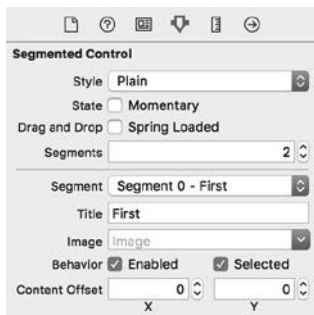 Segmented Control
Style Plain
State Momentary
Drag and Drop Spring Loaded
Segments 2
Segment Segment 0 - First
Title First
Image Image
Behavior Enabled Selected
Content Offset 0 0
X Y